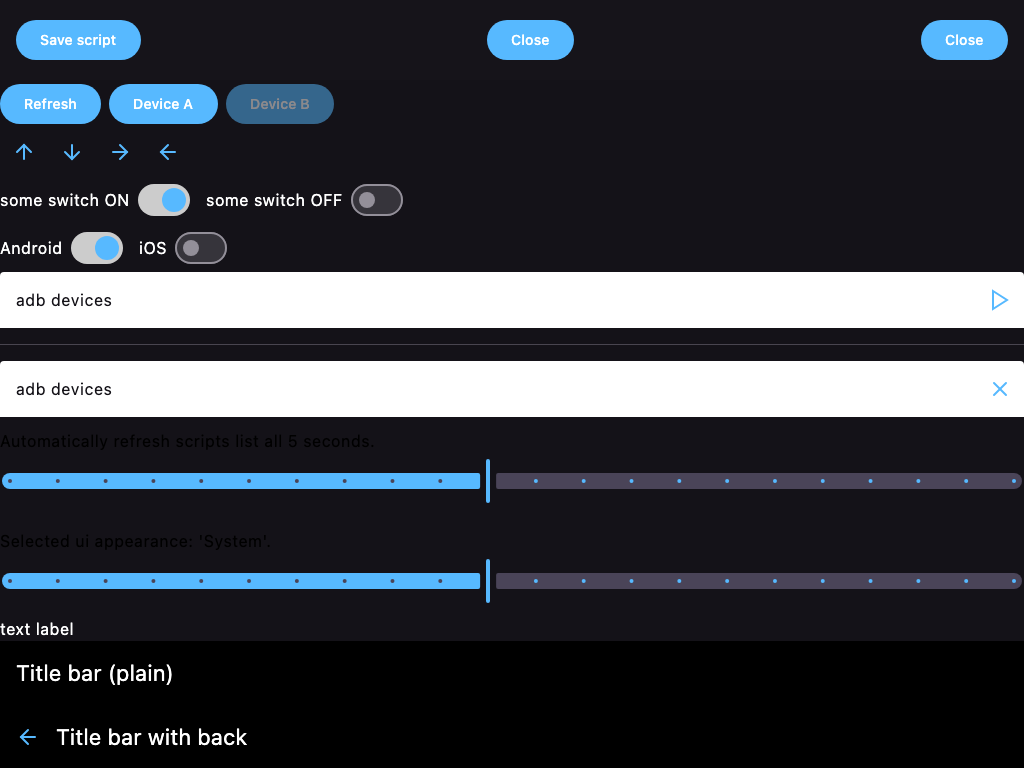 Save script Close Close
Refresh Device A Device B
some switch ON some switch OFF
Android iOS
adb devices
adb devices
Automatically refresh scripts list all 5 seconds.
Selected ui appearance: 'System'.
text label
Title bar (plain)
Title bar with back